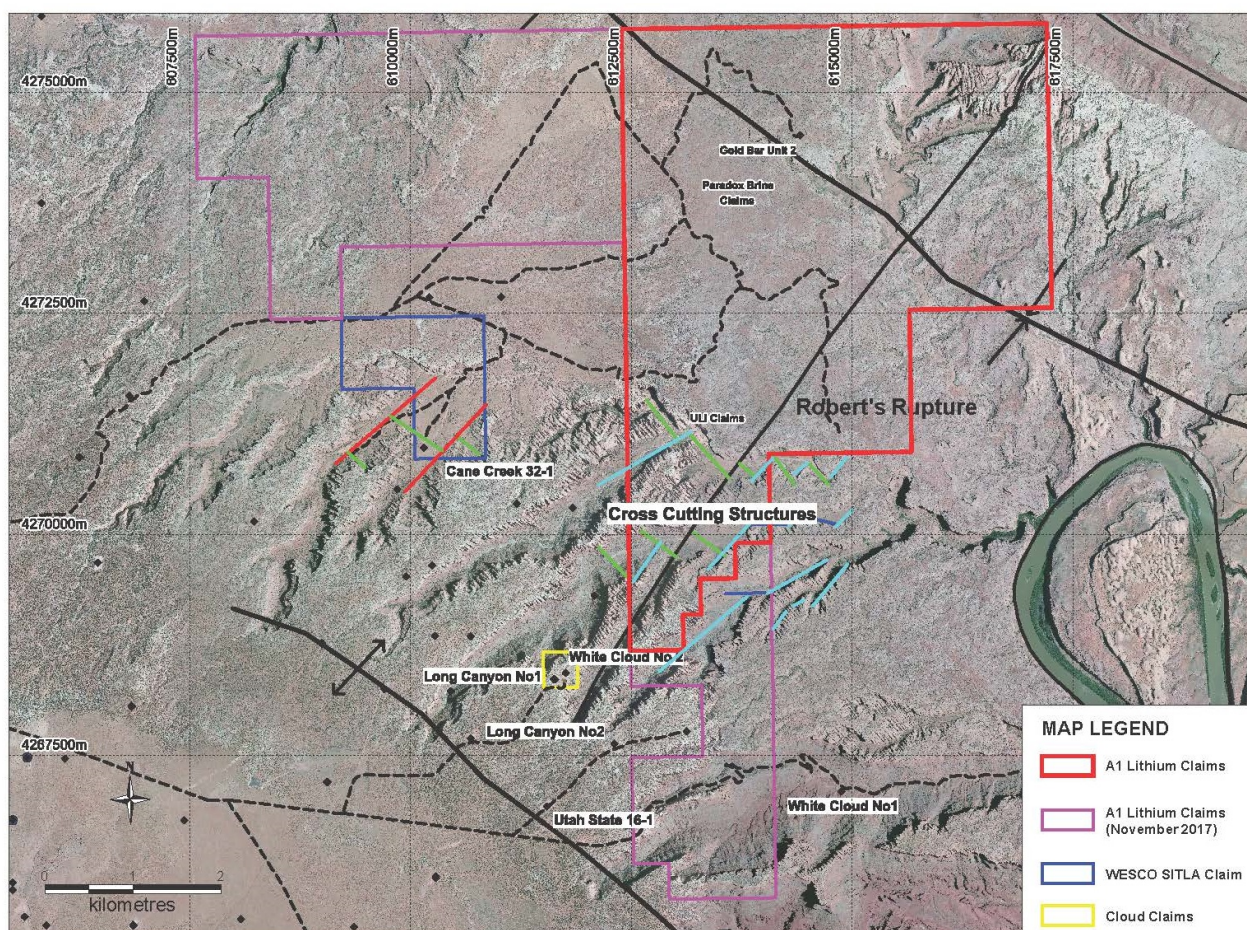 607500m
610000m
612500m
615000m
617500m
4275000m
Gold Bar Unit 2
Paradox Brine
Claims
4272500m
Robert's Rupture
ULI Claims
Cane Creek 32-1
Cross Cutting Structures
4270000m
White Cloud No 2
Long Canyon No1
Long Canyon No2
4267500m
N
Utah State 16-1
White Cloud No1
0 1 2
kilometres
MAP LEGEND
A1 Lithium Claims
A1 Lithium Claims
(November 2017)
WESCO SITLA Claim
Cloud Claims